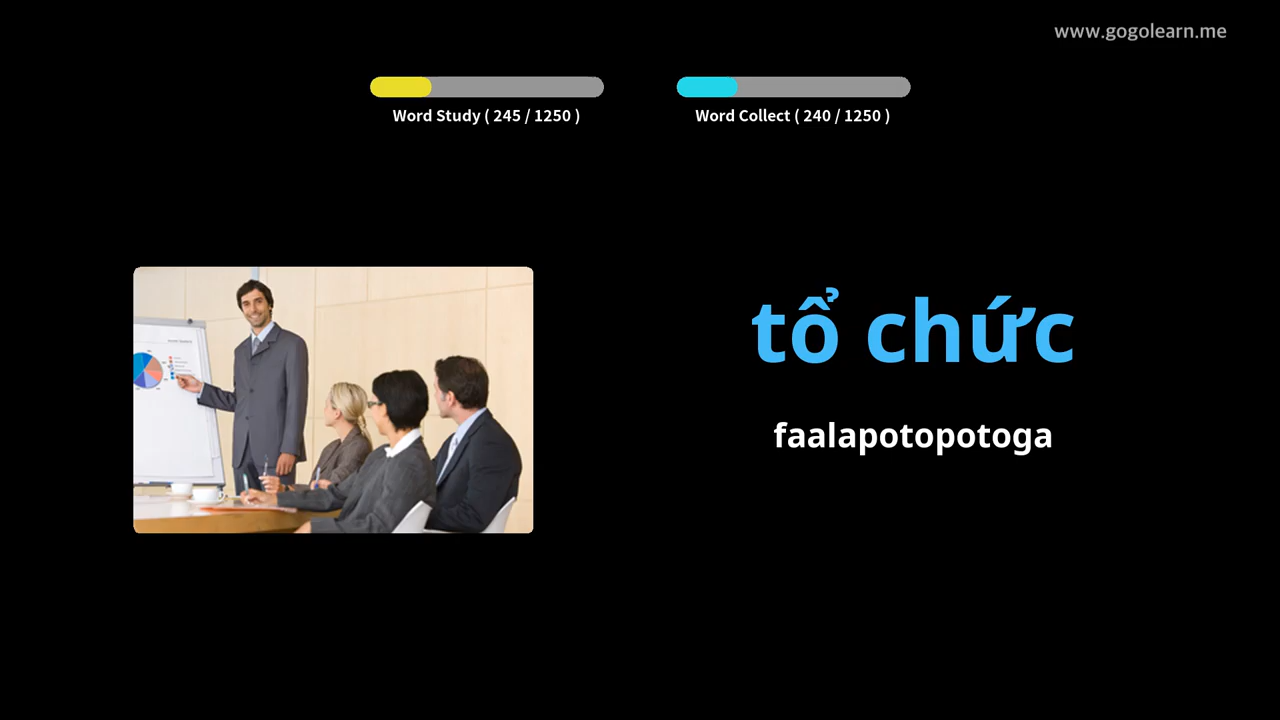 www.gogolearn.me
Word Study ( 245 / 1250 )
Word Collect ( 240 / 1250 )
tổ chức
faalapotopotoga